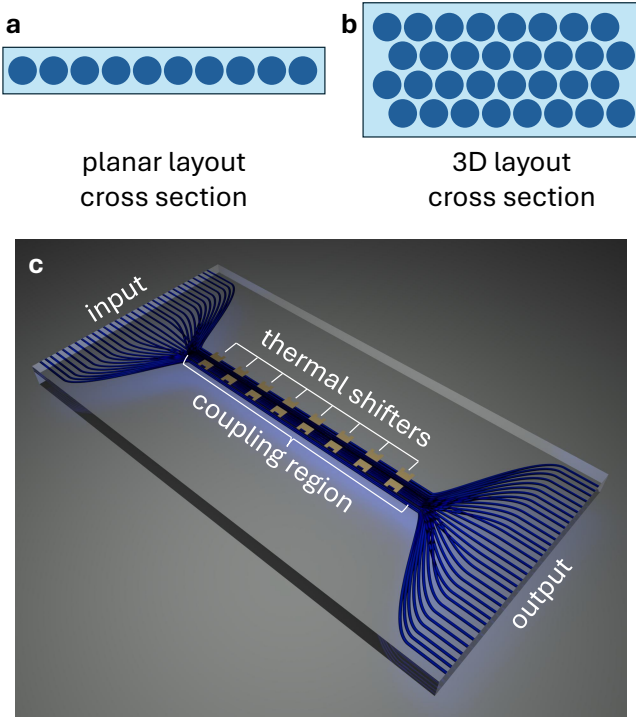 a
b
planar layout
cross section
3D layout
cross section
c
input
thermal shifters
coupling region
output